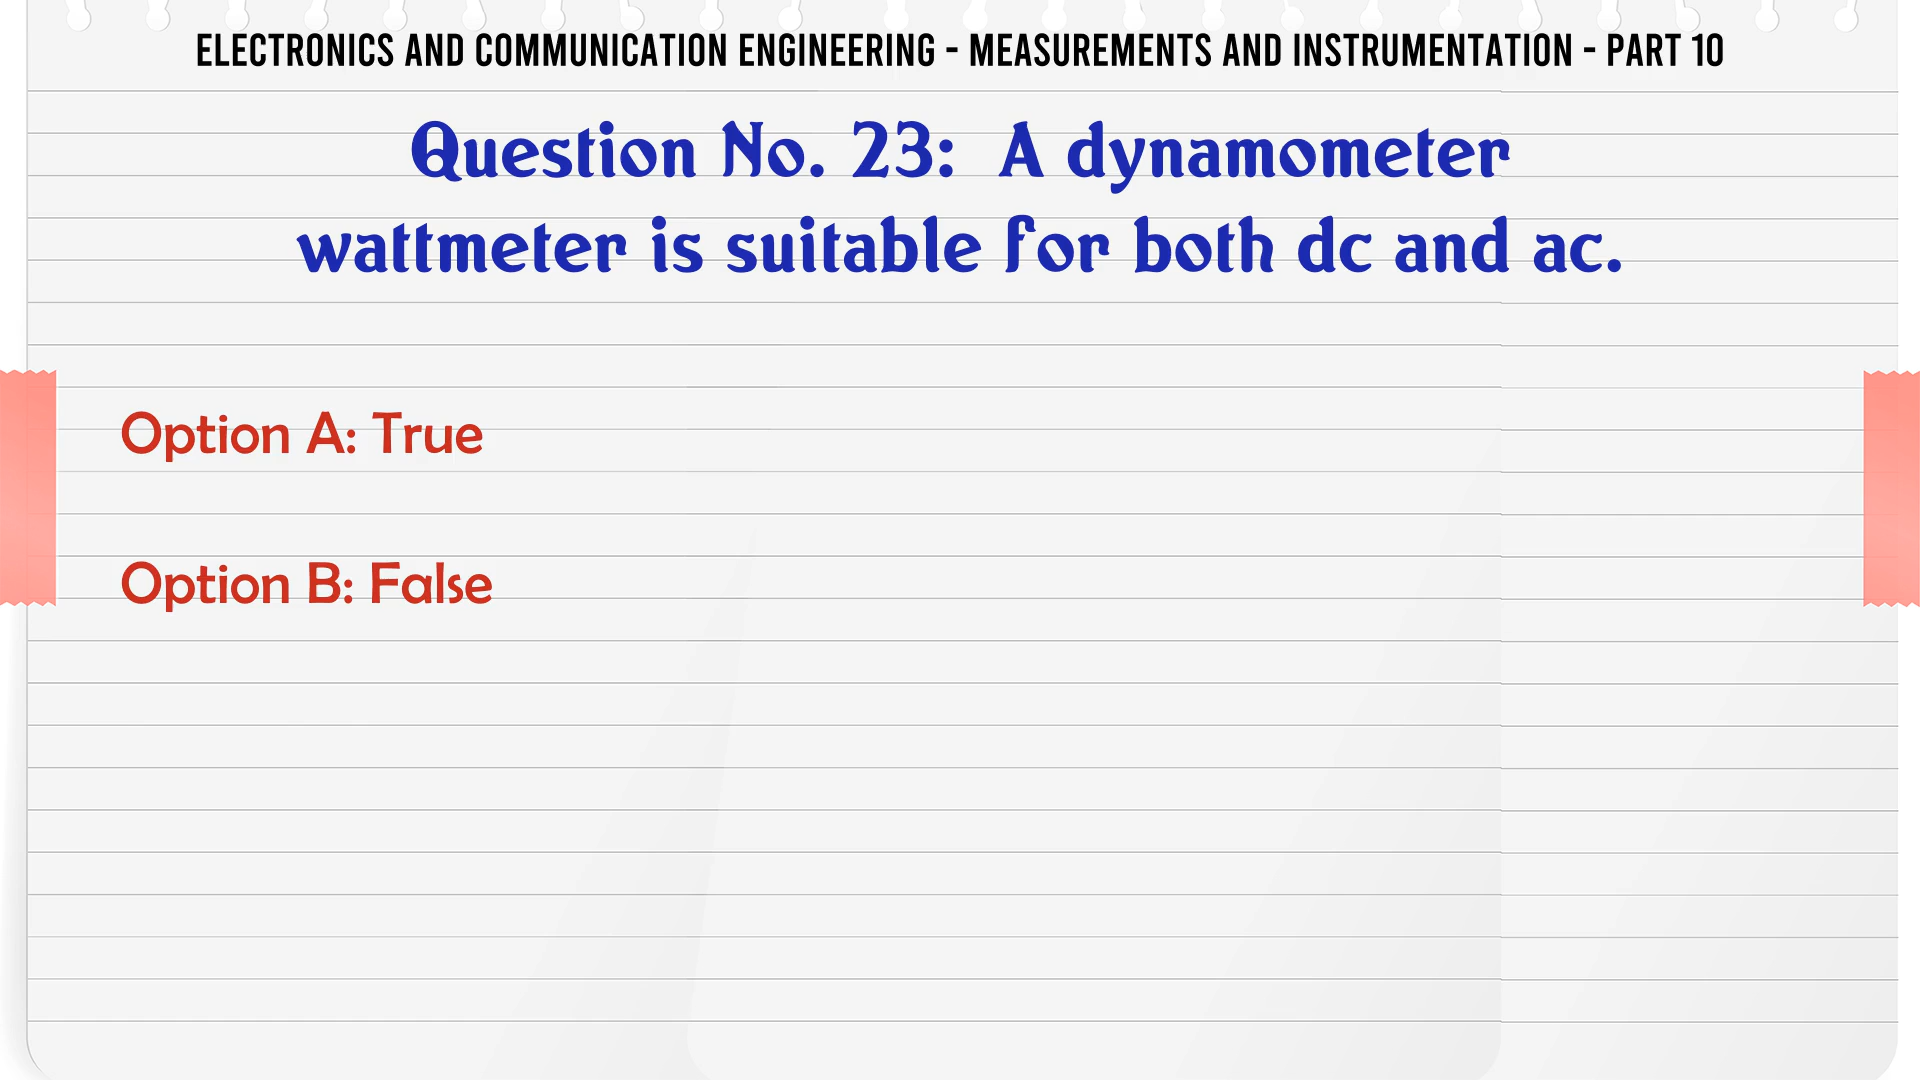 ELECTRONICS AND COMMUNICATION ENGINEERING - MEASUREMENTS AND INSTRUMENTATION - PART 10
Question No. 23: A dynamometer
wattmeter is suitable for both dc and ac.
Option A: True
Option B: False